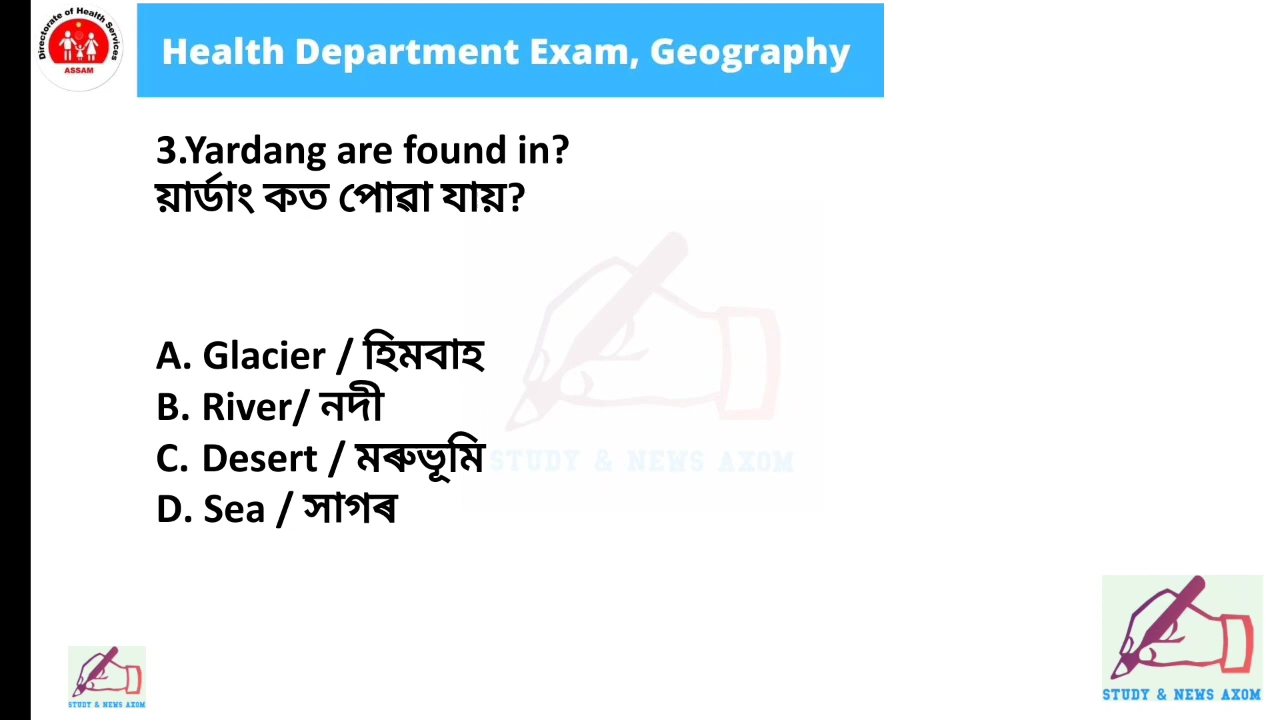 Directorate of Health Services
ASSAM
Health Department Exam, Geography
3.Yardang are found in?
য়াৰ্ডাং কত পোৱা যায়?
A. Glacier / হিমবাহ
B. River/ নদী
C. Desert / মৰুভূমি
D. Sea / সাগৰ
STUDY & NEWS AXOM
STUDY & NEWS AXOM
STUDY & NEWS AXOM